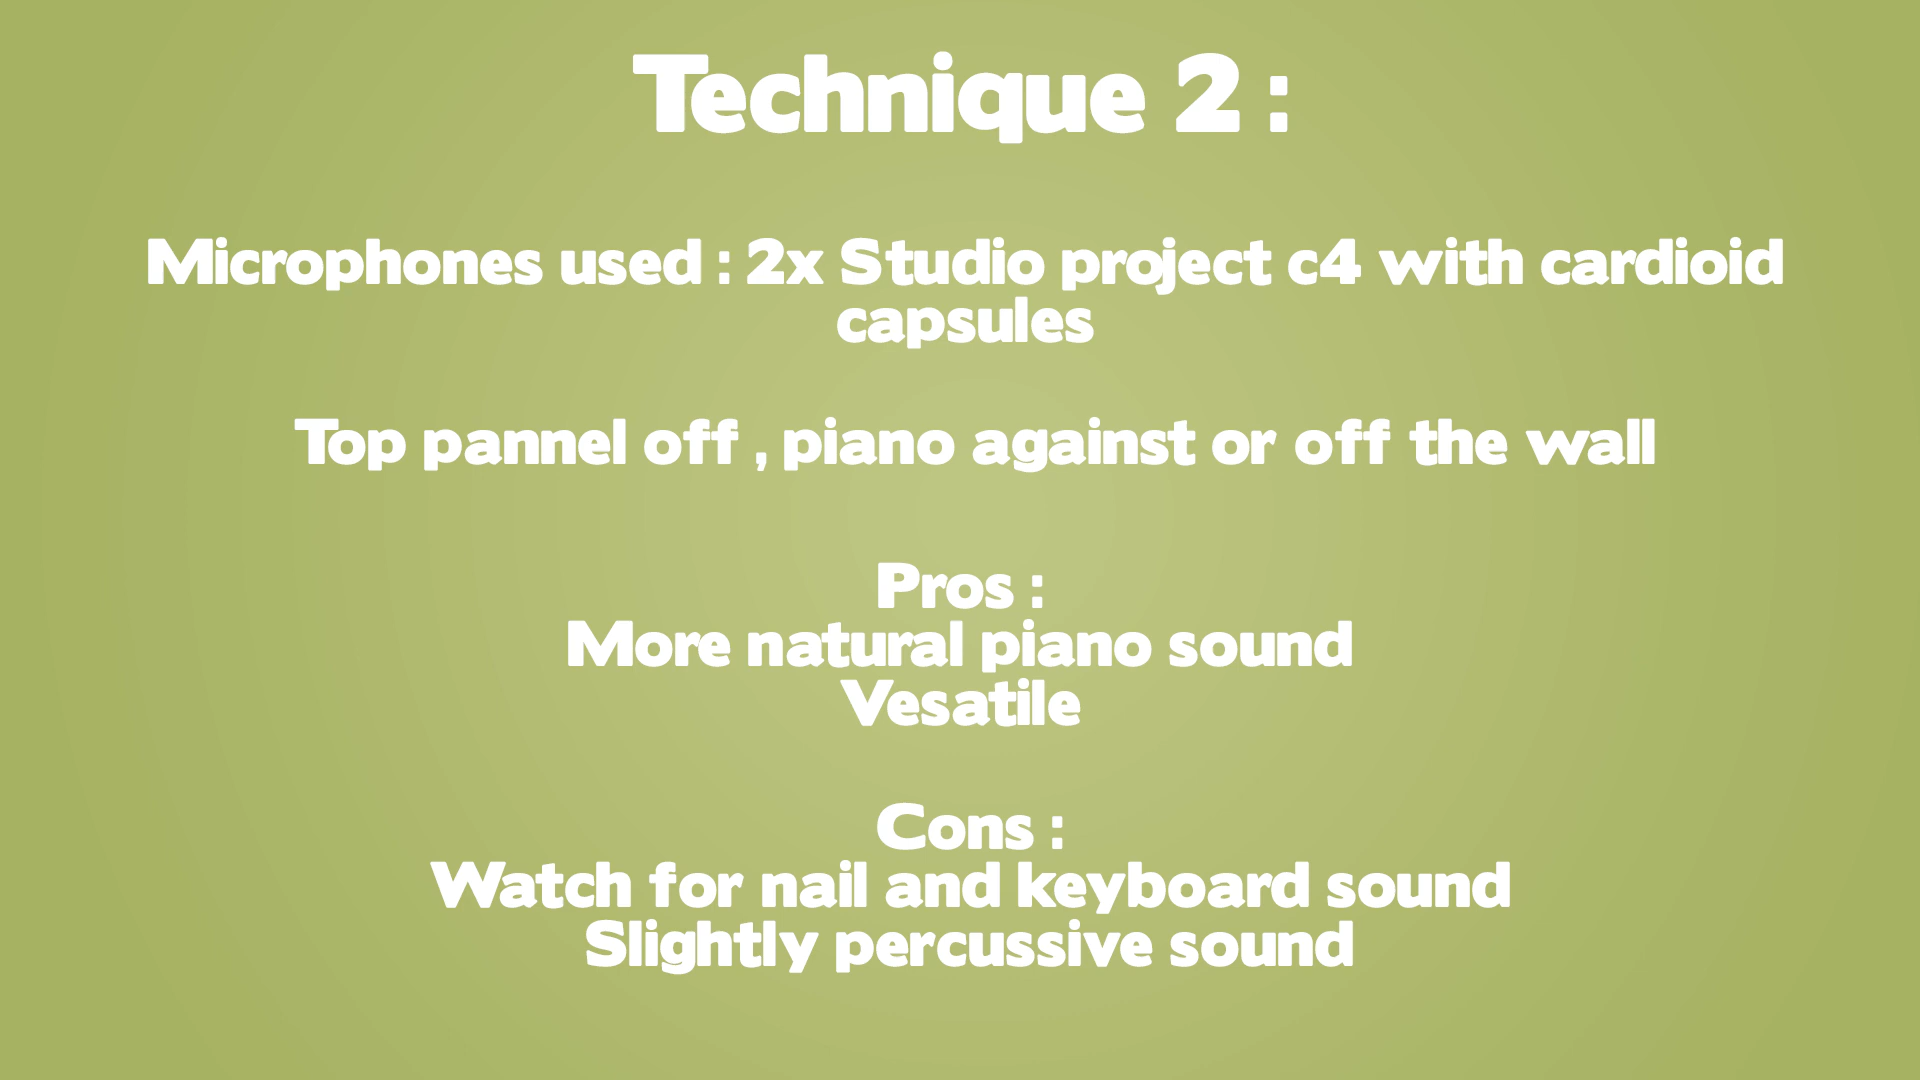 Technique 2 :
Microphones used : 2x Studio project c4 with cardioid
capsules
Top pannel off , piano against or off the wall
Pros :
More natural piano sound
Vesatile
Cons :
Watch for nail and keyboard sound
Slightly percussive sound